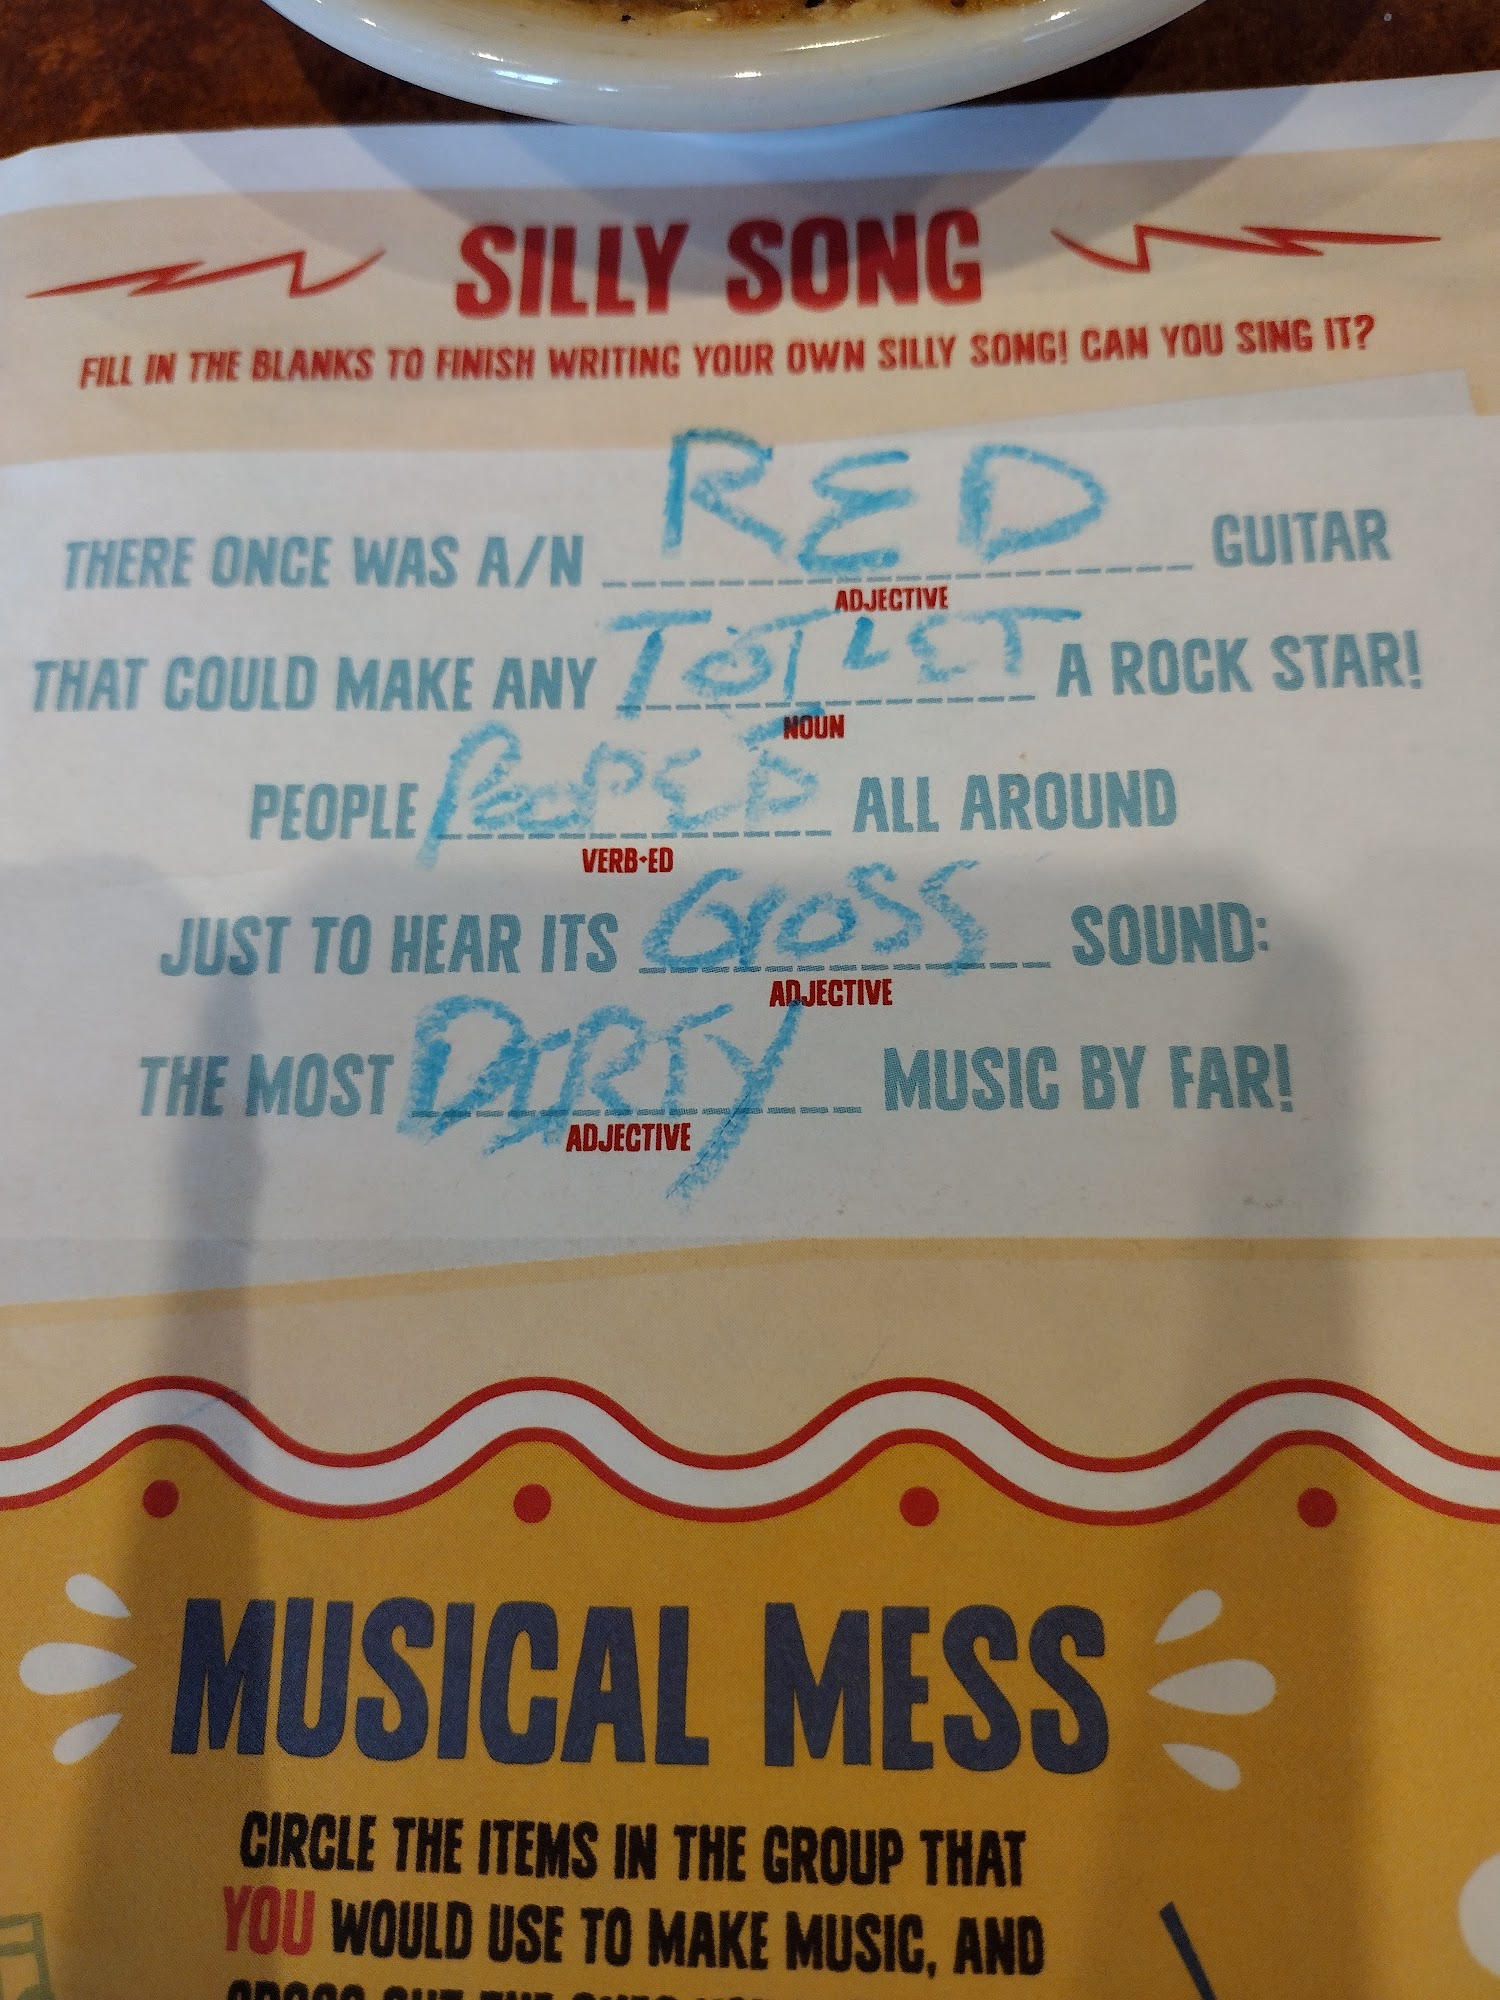 SILLY SONG
FILL IN THE BLANKS TO FINISH WRITING YOUR OWN SILLY SONG! CAN YOU SING IT?
THERE ONCE WAS A/N RED GUITAR
ADJECTIVE
THAT COULD MAKE ANY TOILET A ROCK STAR!
NOUN
PEOPLE POOPED ALL AROUND
VERB+ED
JUST TO HEAR ITS GROSS SOUND:
ADJECTIVE
THE MOST DIRTY MUSIC BY FAR!
ADJECTIVE
MUSICAL MESS
CIRCLE THE ITEMS IN THE GROUP THAT
YOU WOULD USE TO MAKE MUSIC, AND